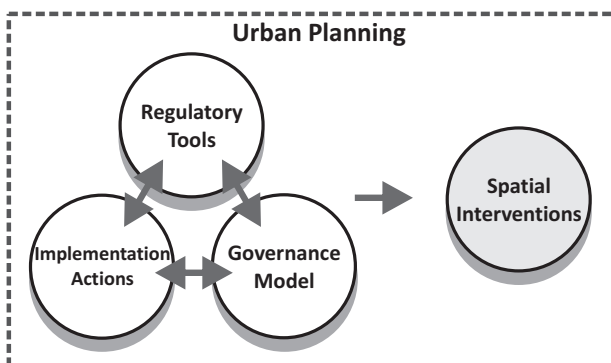 Urban Planning
Regulatory
Tools
Implementation
Actions
Governance
Model
Spatial
Interventions